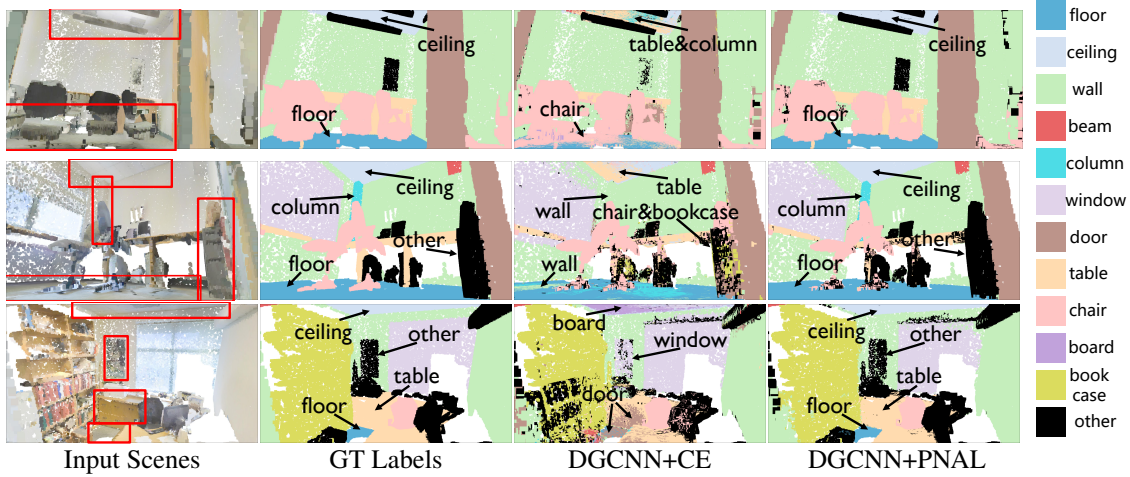 ceiling
floor
table&column
chair
ceiling
floor
ceiling
column
other
floor
table
wall
chair&bookcase
wall
ceiling
column
other
floor
ceiling
other
table
floor
board
window
door
ceiling
other
table
floor
Input Scenes
GT Labels
DGCNN+CE
DGCNN+PNAL
floor
ceiling
wall
beam
column
window
door
table
chair
board
book
case
other